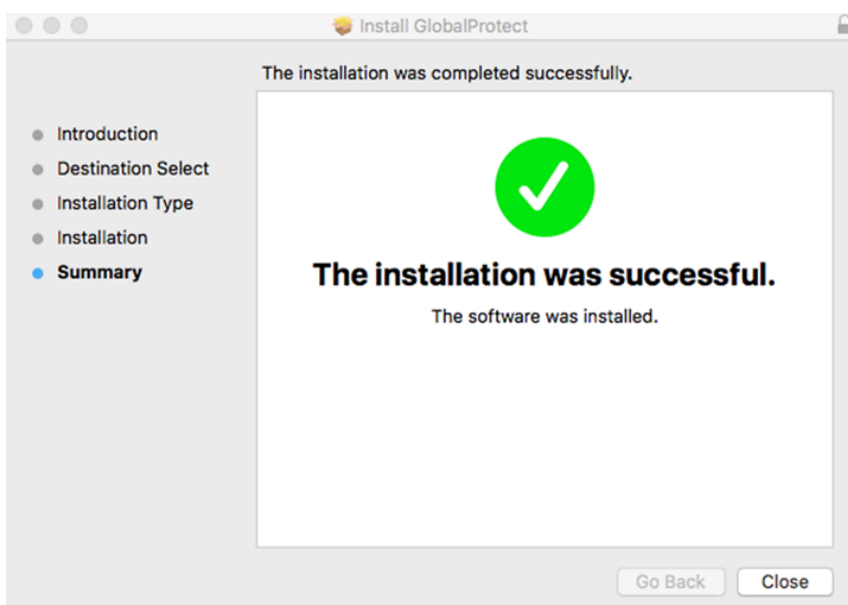 Install GlobalProtect
The installation was completed successfully.
Introduction
Destination Select
Installation Type
Installation
Summary
The installation was successful.
The software was installed.
Go Back
Close